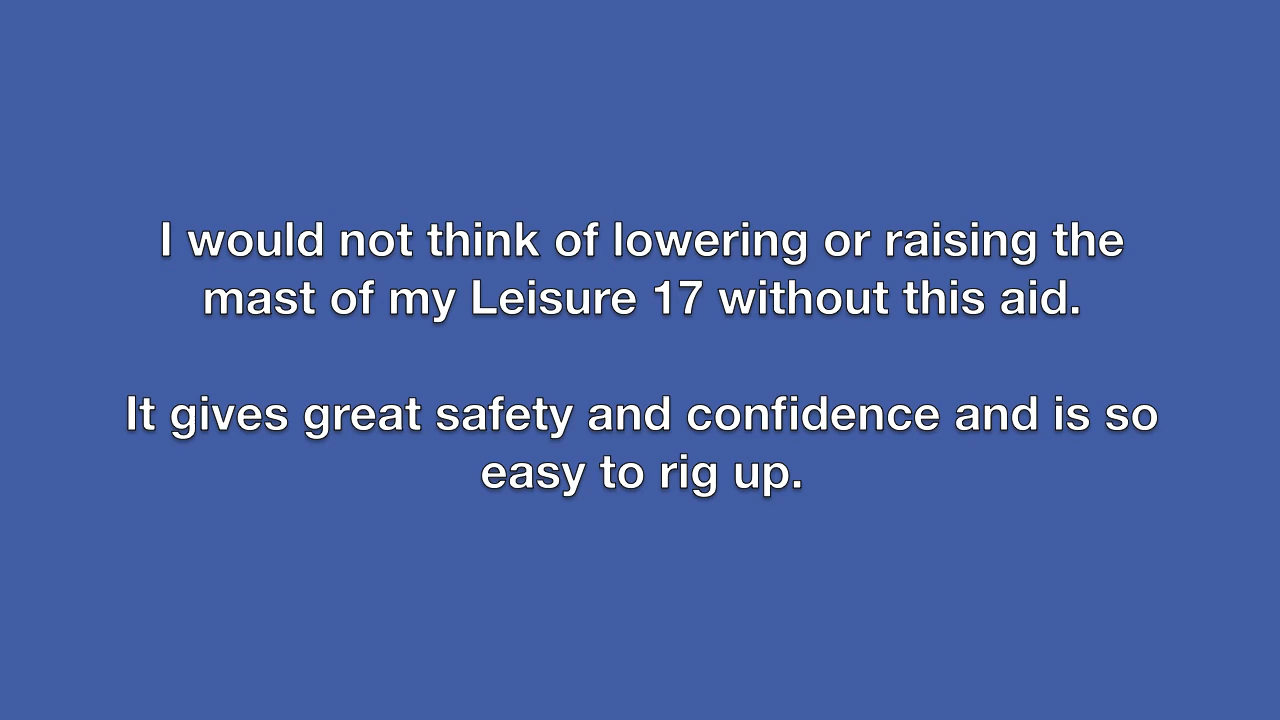 I would not think of lowering or raising the
mast of my Leisure 17 without this aid.
It gives great safety and confidence and is so
easy to rig up.